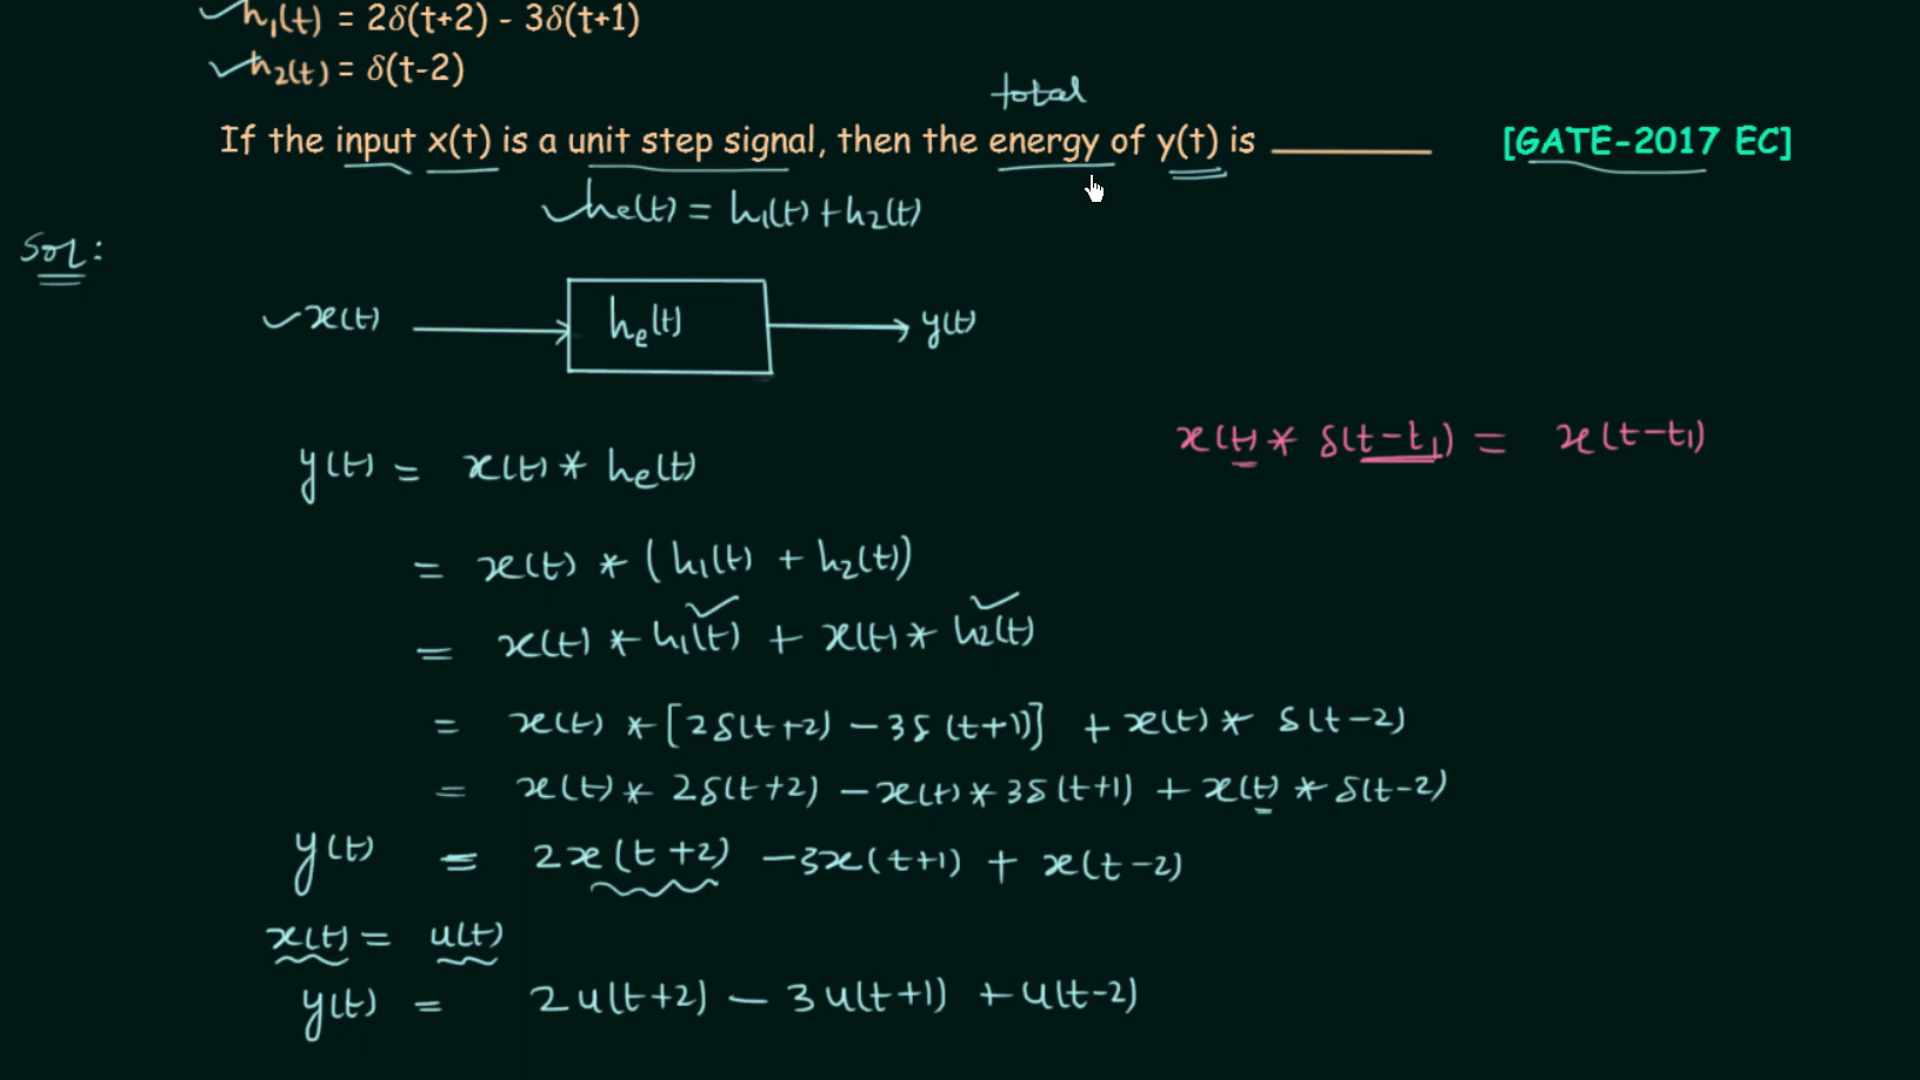 h₁(t) = 2δ(t+2) - 3δ(t+1)
h₂(t) = δ(t-2)
total
If the input x(t) is a unit step signal, then the energy of y(t) is ________ [GATE-2017 EC]
he(t) = h₁(t) + h₂(t)
Sol:
x(t) he(t) y(t)
x(t) * δ(t-t₁) = x(t-t₁)
y(t) = x(t) * he(t)
= x(t) * (h₁(t) + h₂(t))
= x(t) * h₁(t) + x(t) * h₂(t)
= x(t) * [2δ(t+2) - 3δ(t+1)] + x(t) * δ(t-2)
= x(t) * 2δ(t+2) - x(t) * 3δ(t+1) + x(t) * δ(t-2)
y(t) = 2x(t+2) - 3x(t+1) + x(t-2)
x(t) = u(t)
y(t) = 2u(t+2) - 3u(t+1) + u(t-2)